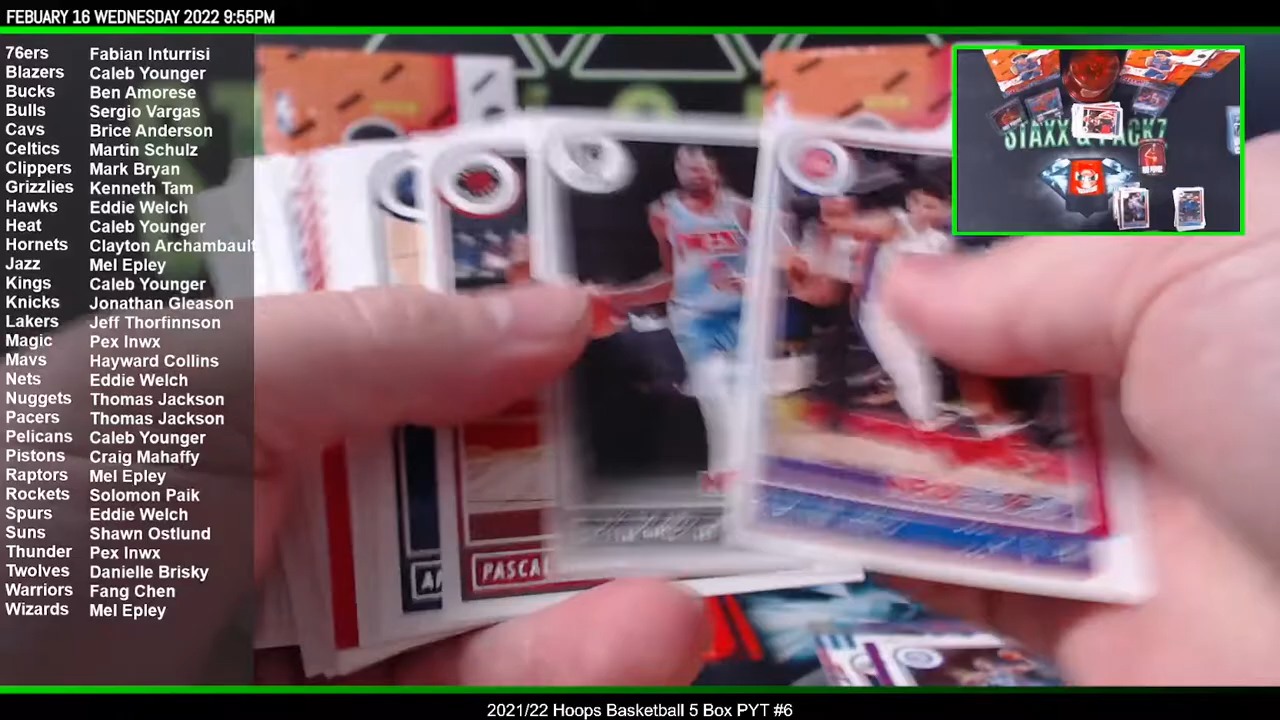 FEBUARY 16 WEDNESDAY 2022 9:55PM
76ers Fabian Inturrisi
Blazers Caleb Younger
Bucks Ben Amorese
Bulls Sergio Vargas
Cavs Brice Anderson
Celtics Martin Schulz
Clippers Mark Bryan
Grizzlies Kenneth Tam
Hawks Eddie Welch
Heat Caleb Younger
Hornets Clayton Archambault
Jazz Mel Epley
Kings Caleb Younger
Knicks Jonathan Gleason
Lakers Jeff Thorfinnson
Magic Pex Inwx
Mavs Hayward Collins
Nets Eddie Welch
Nuggets Thomas Jackson
Pacers Thomas Jackson
Pelicans Caleb Younger
Pistons Craig Mahaffy
Raptors Mel Epley
Rockets Solomon Paik
Spurs Eddie Welch
Suns Shawn Ostlund
Thunder Pex Inwx
Twolves Danielle Brisky
Warriors Fang Chen
Wizards Mel Epley
STAXX & PACKZ
PASCAL
2021/22 Hoops Basketball 5 Box PYT #6